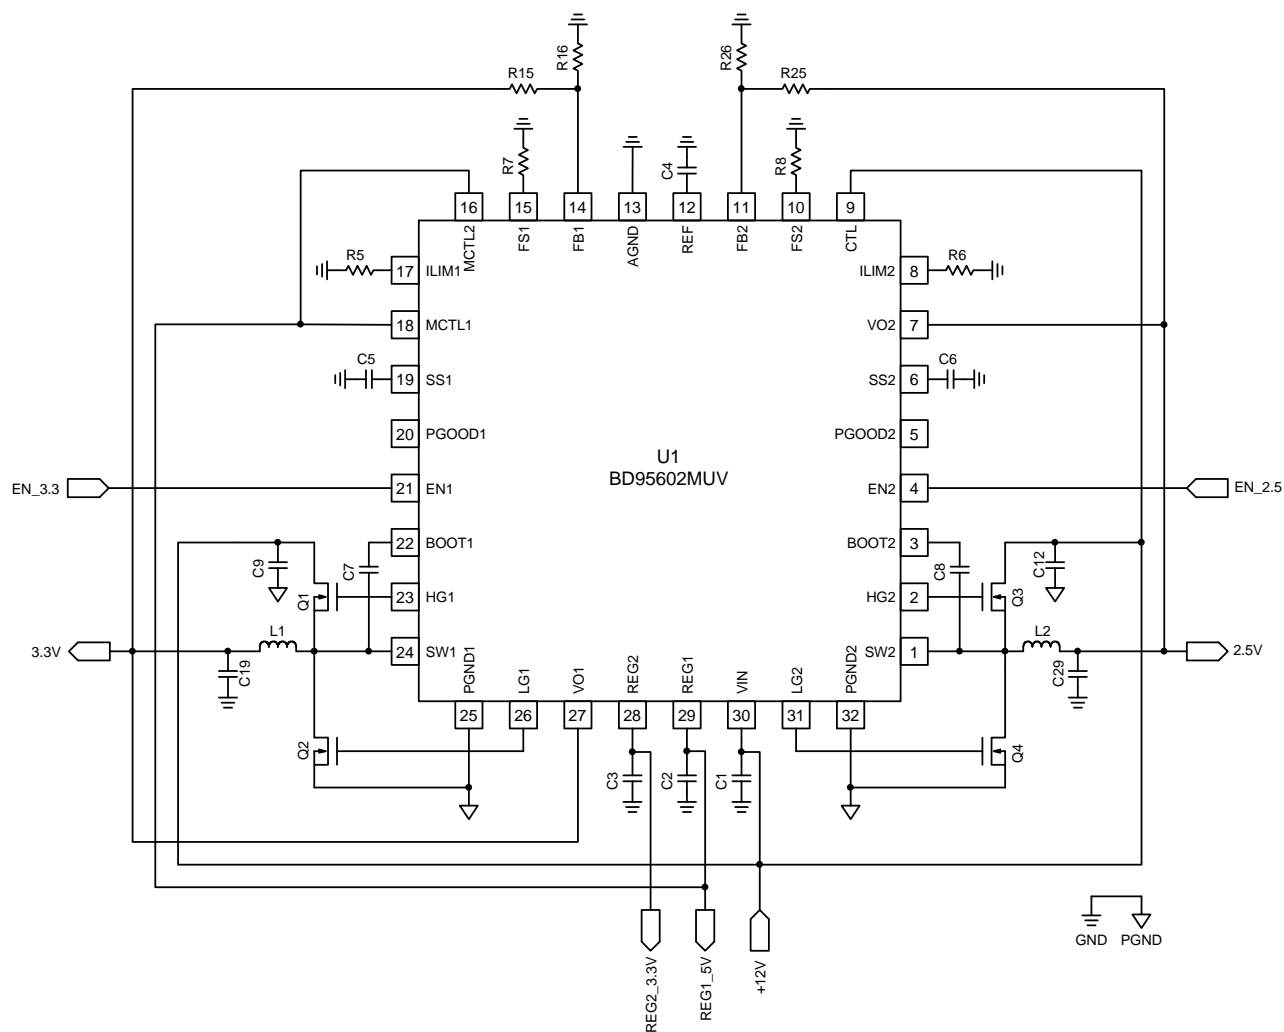 R16
R26
R15
R25
R7
C4
R8
16
15
14
13
12
11
10
9
MCTL2
FS1
FB1
AGND
REF
FB2
FS2
CTL
R5
17
ILIM1
ILIM2
8
R6
18
MCTL1
VO2
7
C5
19
SS1
SS2
6
C6
20
PGOOD1
PGOOD2
5
U1
BD95602MUV
EN_3.3
21
EN1
EN2
4
EN_2.5
22
BOOT1
BOOT2
3
C9
C7
C8
C12
Q1
23
HG1
HG2
2
Q3
3.3V
L1
24
SW1
SW2
1
L2
2.5V
C19
C29
PGND1
LG1
VO1
REG2
REG1
VIN
LG2
PGND2
25
26
27
28
29
30
31
32
Q2
Q4
C3
C2
C1
GND
PGND
REG2_3.3V
REG1_5V
+12V